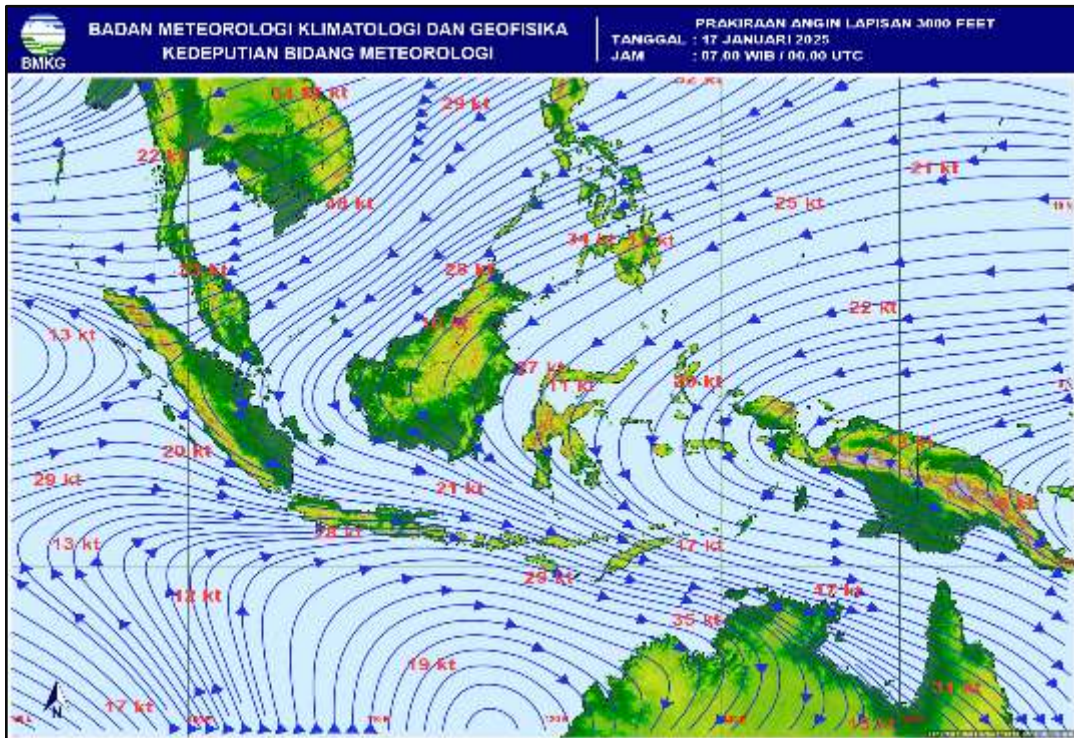 BADAN METEOROLOGI KLIMATOLOGI DAN GEOFISIKA
KEDEPUTIAN BIDANG METEOROLOGI
BMKG
PRAKIRAAN ANGIN LAPISAN 3000 FEET
TANGGAL : 17 JANUARI 2025
JAM : 07.00 WIB / 00.00 UTC
29 kt
22 kt
21 kt
48 kt
25 kt
28 kt
22 kt
13 kt
11 kt
20 kt
29 kt
21 kt
13 kt
17 kt
29 kt
12 kt
17 kt
35 kt
19 kt
17 kt
N